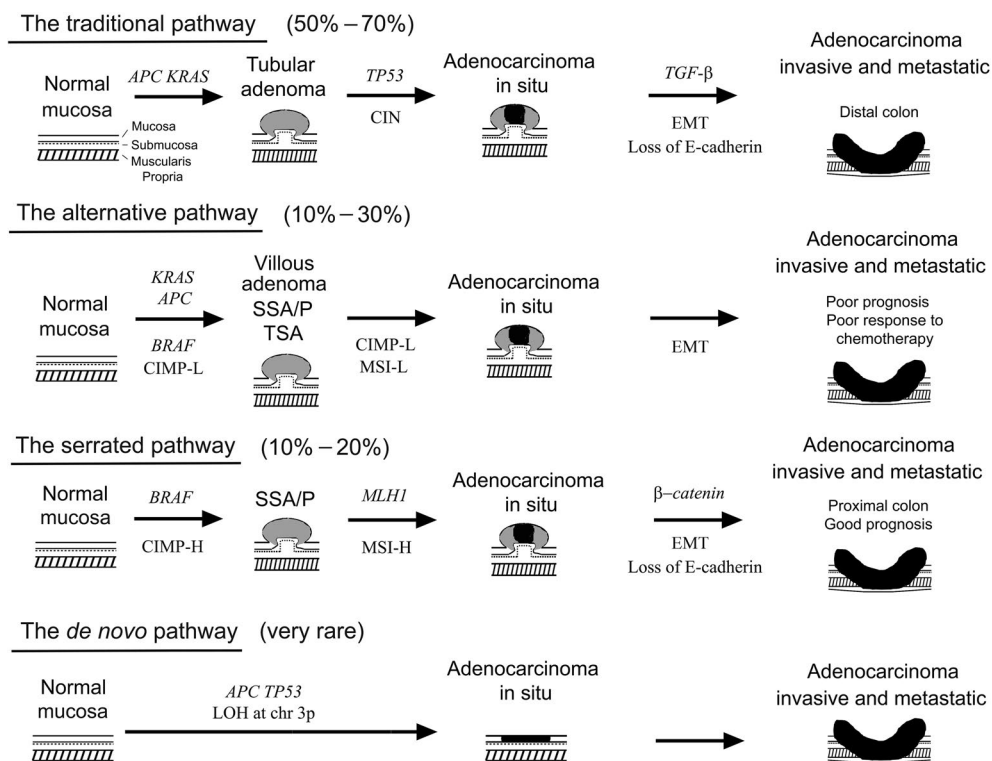 The traditional pathway (50% – 70%)
Normal
mucosa
APC KRAS
Tubular
adenoma
TP53
CIN
Adenocarcinoma
in situ
TGF-β
EMT
Loss of E-cadherin
Adenocarcinoma
invasive and metastatic
Distal colon
Mucosa
Submucosa
Muscularis
Propria
The alternative pathway (10% – 30%)
Normal
mucosa
KRAS
APC
BRAF
CIMP-L
Villous
adenoma
SSA/P
TSA
CIMP-L
MSI-L
Adenocarcinoma
in situ
EMT
Adenocarcinoma
invasive and metastatic
Poor prognosis
Poor response to
chemotherapy
The serrated pathway (10% – 20%)
Normal
mucosa
BRAF
CIMP-H
SSA/P
MLH1
MSI-H
Adenocarcinoma
in situ
β–catenin
EMT
Loss of E-cadherin
Adenocarcinoma
invasive and metastatic
Proximal colon
Good prognosis
The de novo pathway (very rare)
Normal
mucosa
APC TP53
LOH at chr 3p
Adenocarcinoma
in situ
Adenocarcinoma
invasive and metastatic